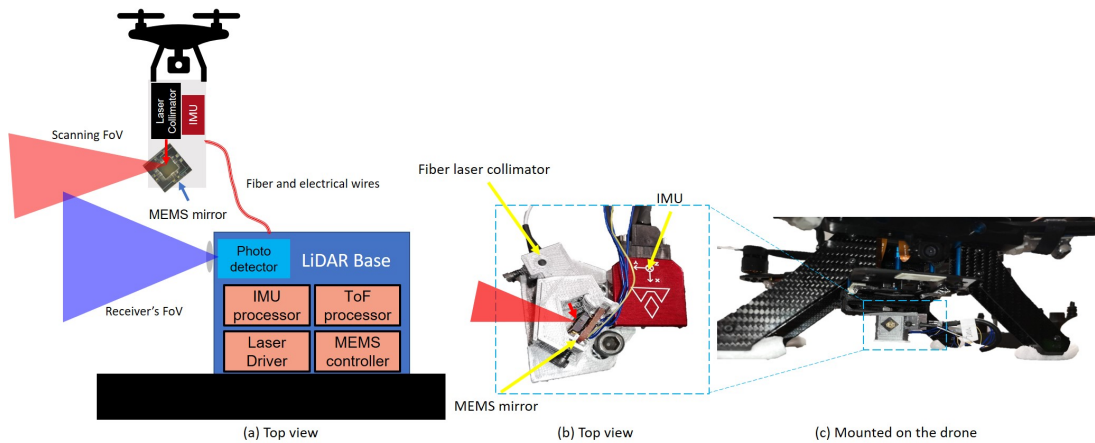 Laser
Collimator
IMU
Scanning FoV
Fiber and electrical wires
MEMS mirror
Photo
detector
LiDAR Base
IMU
processor
ToF
processor
Laser
Driver
MEMS
controller
Receiver's FoV
(a) Top view
Fiber laser collimator
IMU
MEMS mirror
(b) Top view
(c) Mounted on the drone